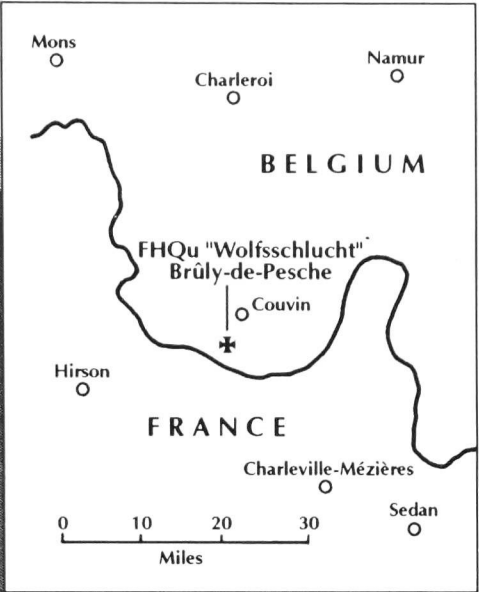 Mons
Namur
Charleroi
BELGIUM
FHQu "Wolfsschlucht"
Brûly-de-Pesche
Couvin
Hirson
FRANCE
Charleville-Mézières
Sedan
0 10 20 30
Miles